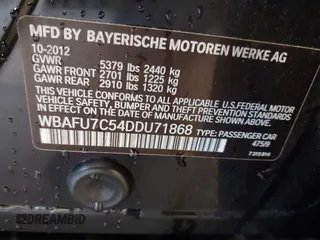 MFD BY BAYERISCHE MOTOREN WERKE AG
10-2012
GVWR 5379 lbs 2440 kg
GAWR FRONT 2701 lbs 1225 kg
GAWR REAR 2910 lbs 1320 kg
THIS VEHICLE CONFORMS TO ALL APPLICABLE FEDERAL MOTOR VEHICLE
SAFETY, BUMPER, AND THEFT PREVENTION STANDARDS
IN EFFECT ON THE DATE OF MANUFACTURE SHOWN ABOVE
WBAFU7C54DDU71868 TYPE: PASSENGER CAR
475/9
7315914
DREAMBID